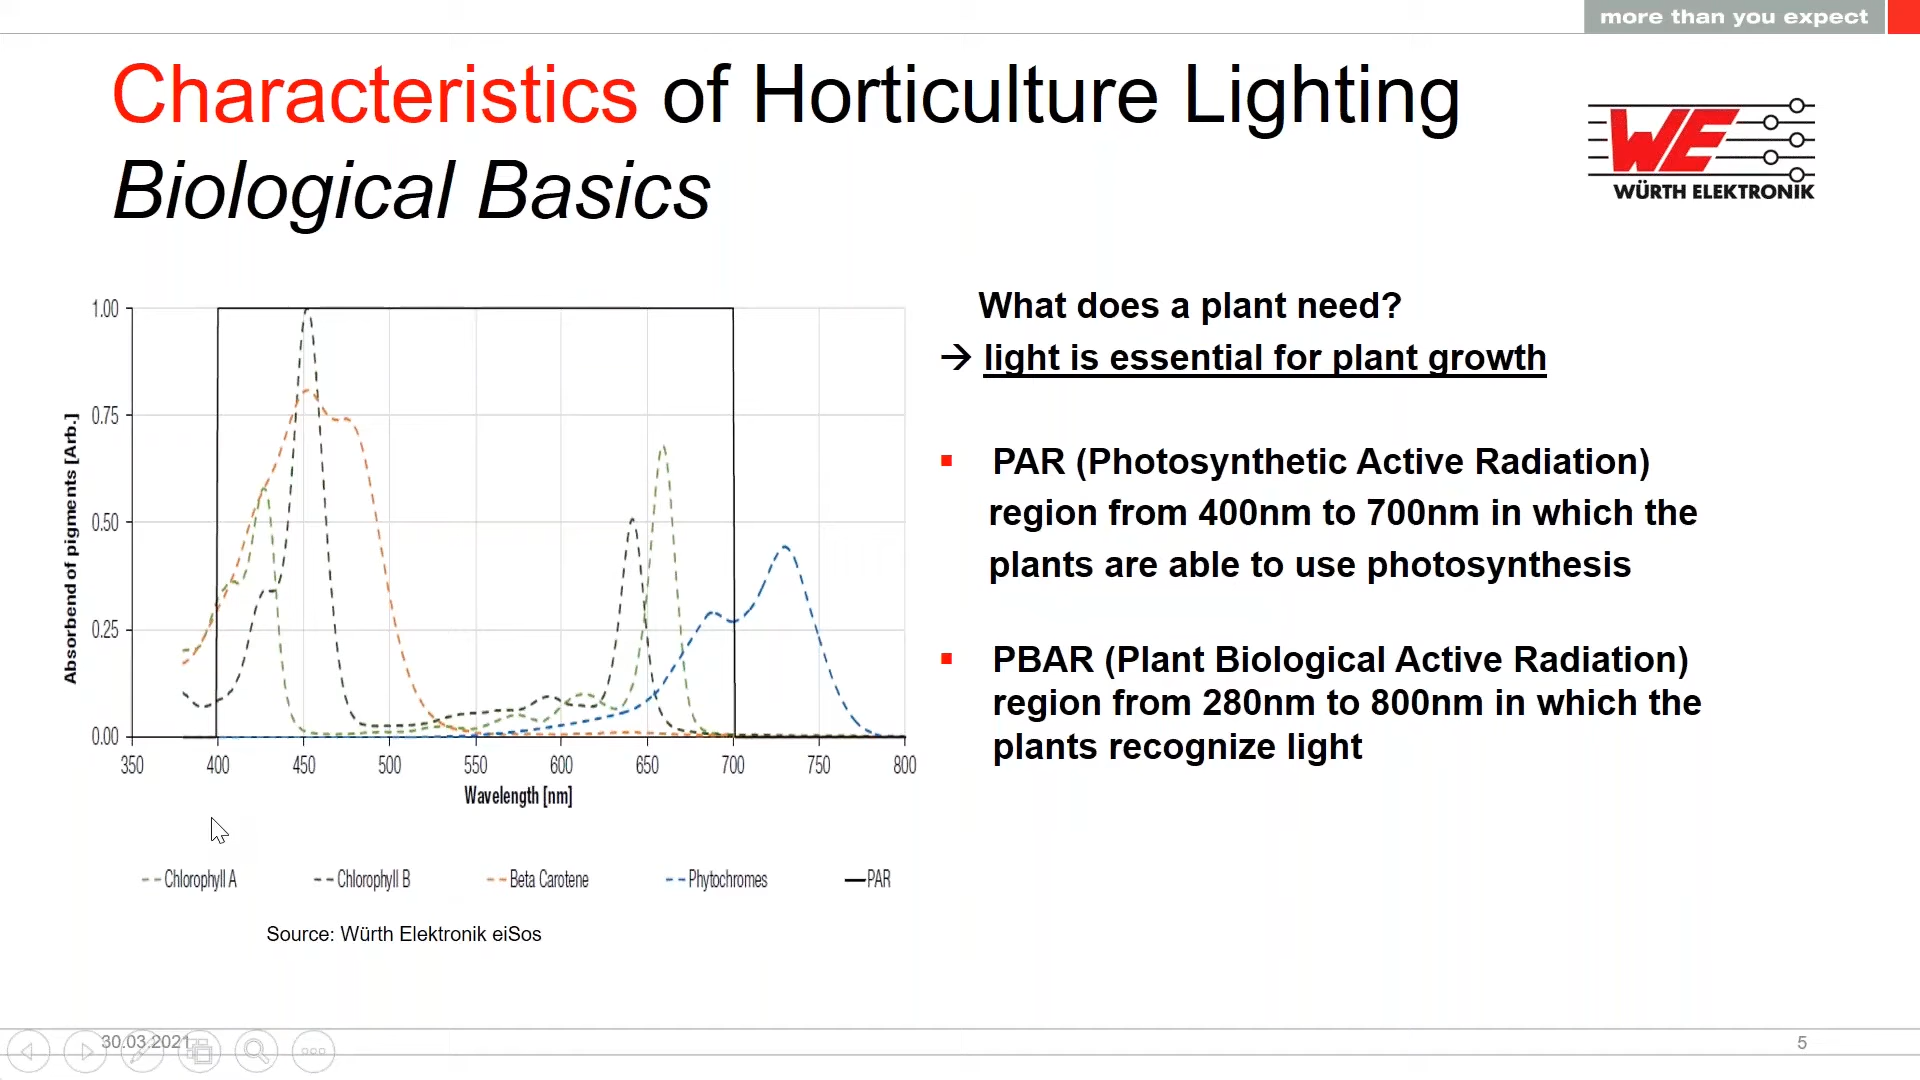 more than you expect
Characteristics of Horticulture Lighting
Biological Basics
WE
WÜRTH ELEKTRONIK
1.00
0.75
0.50
0.25
0.00
Absorbend of pigments [Arb.]
350 400 450 500 550 600 650 700 750 800
Wavelength [nm]
Chlorophyll A Chlorophyll B Beta Carotene Phytochromes PAR
Source: Würth Elektronik eiSos
What does a plant need?
→ light is essential for plant growth
▪ PAR (Photosynthetic Active Radiation)
region from 400nm to 700nm in which the
plants are able to use photosynthesis
▪ PBAR (Plant Biological Active Radiation)
region from 280nm to 800nm in which the
plants recognize light
30.03.2021
5